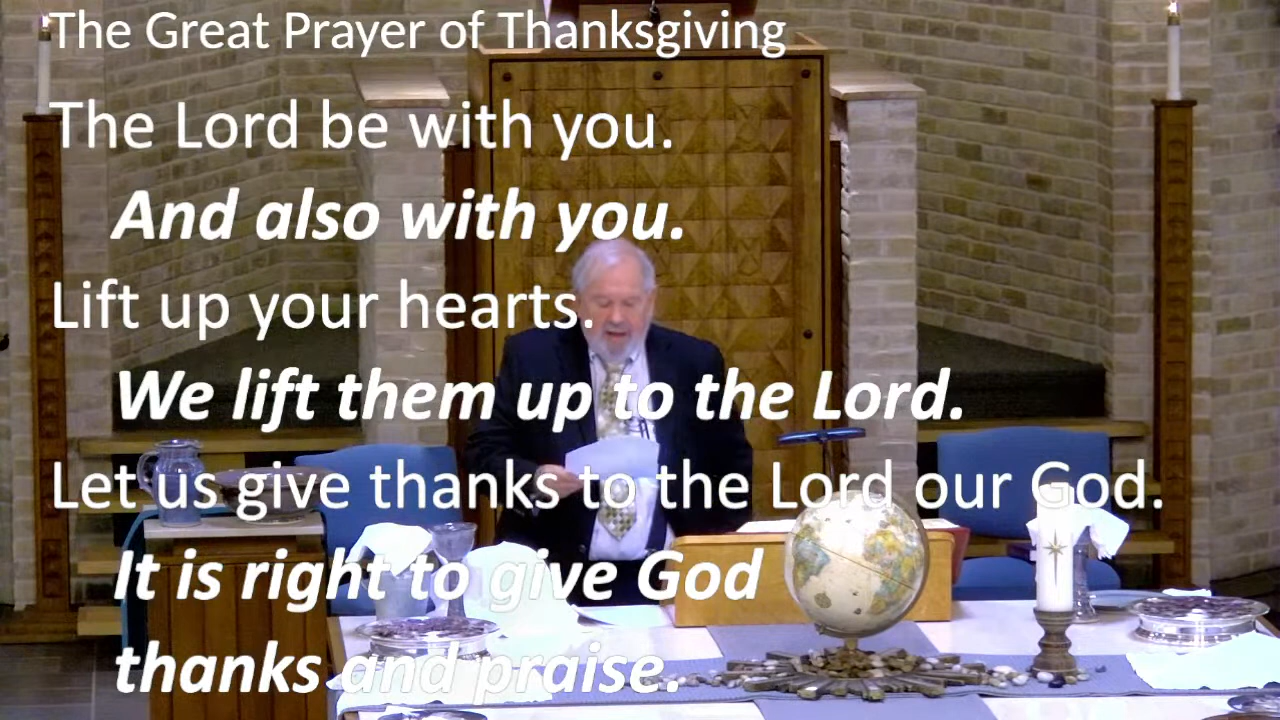 The Great Prayer of Thanksgiving
The Lord be with you.
And also with you.
Lift up your hearts.
We lift them up to the Lord.
Let us give thanks to the Lord our God.
It is right to give God
thanks and praise.